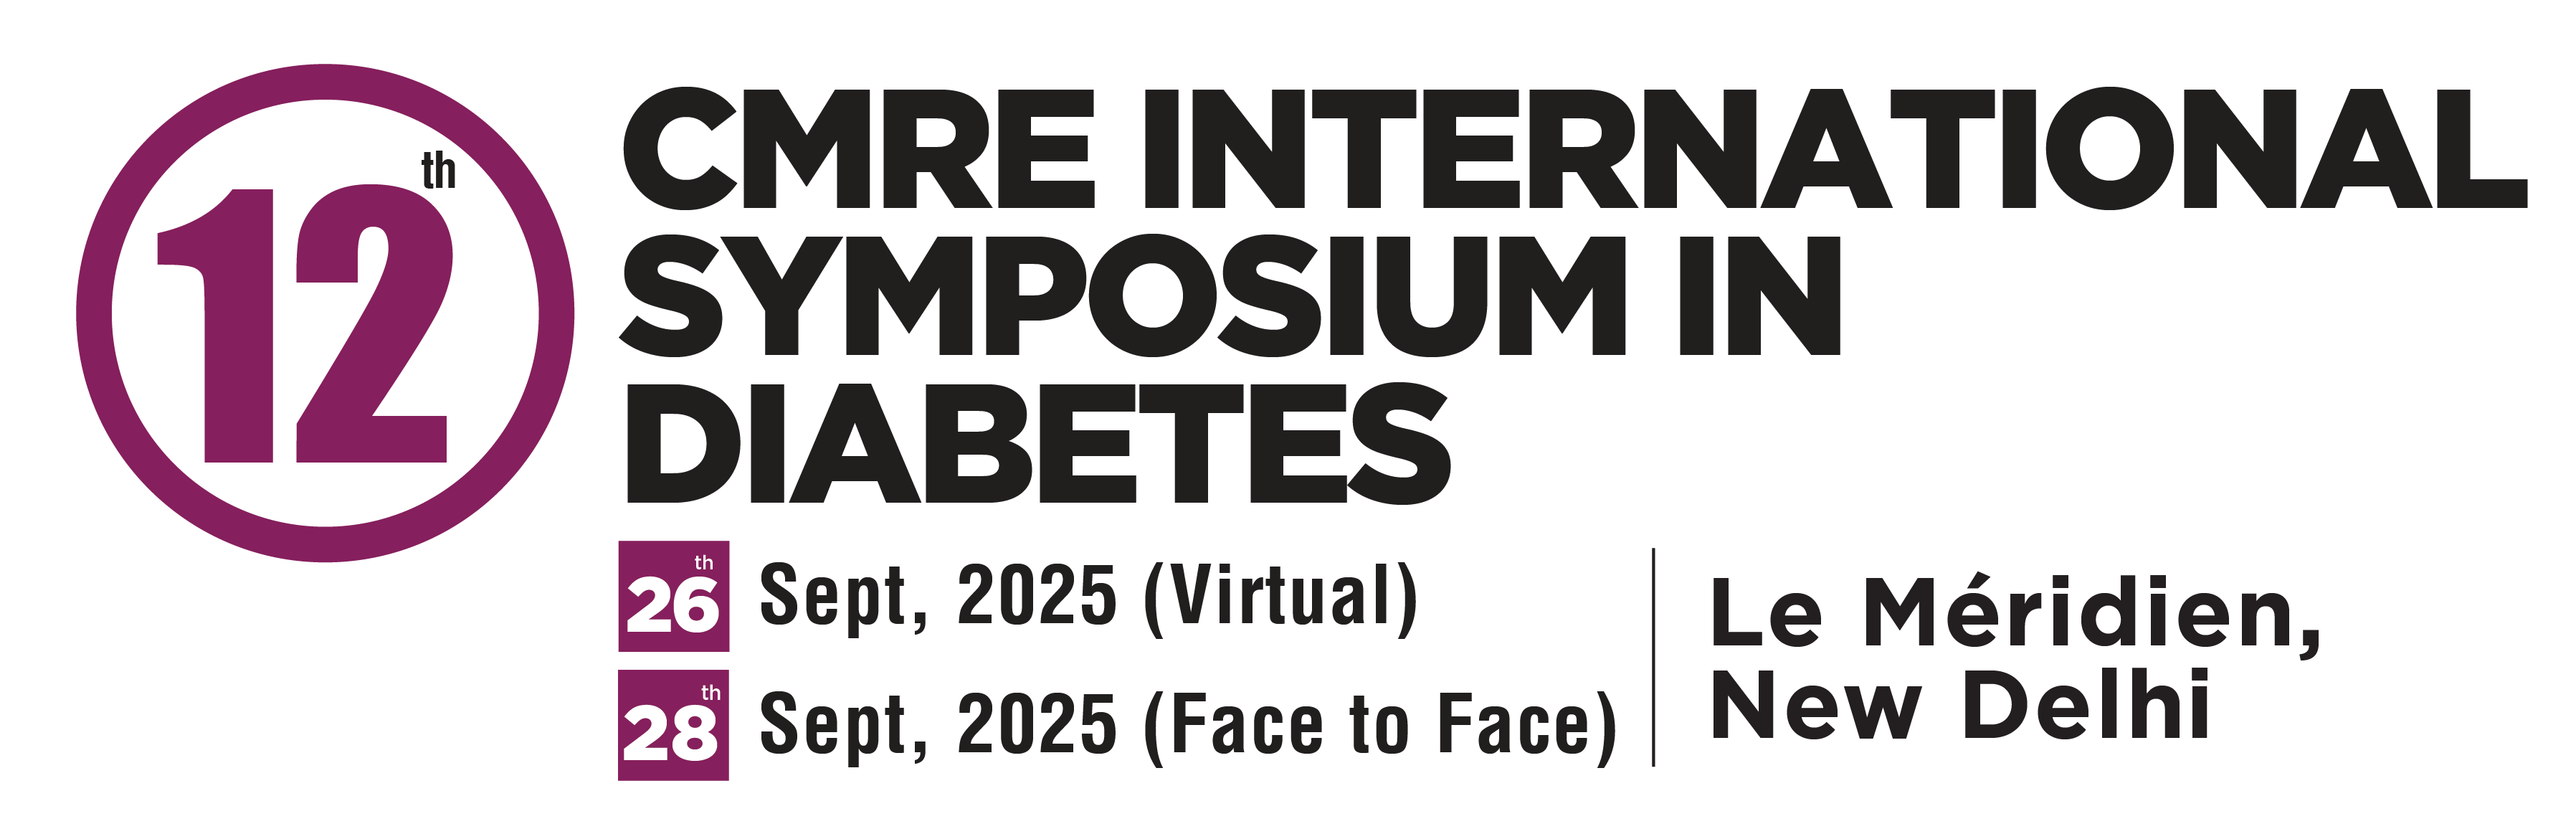 12th
CMRE INTERNATIONAL
SYMPOSIUM IN
DIABETES
26th Sept, 2025 (Virtual)
28th Sept, 2025 (Face to Face)
Le Méridien,
New Delhi